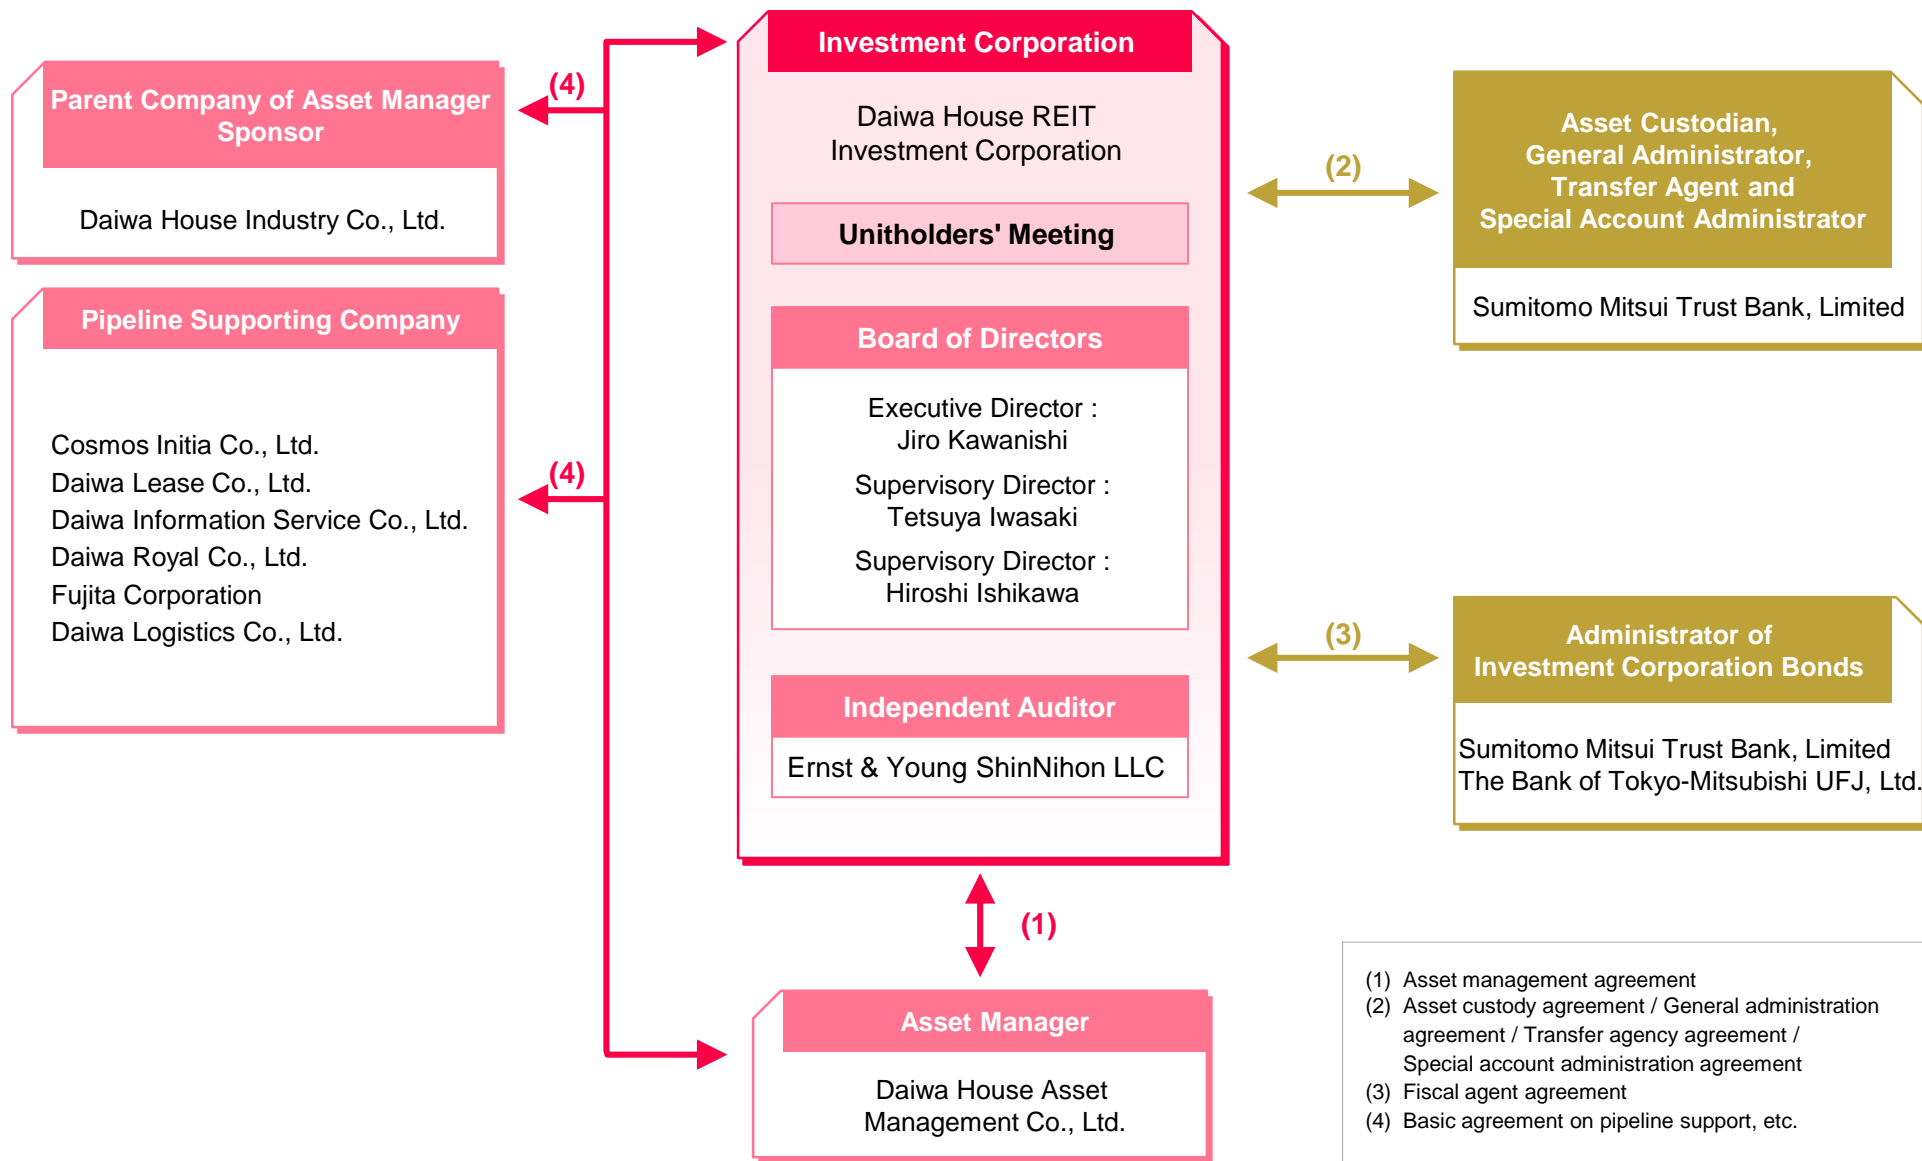 Parent Company of Asset Manager
Sponsor
Daiwa House Industry Co., Ltd.
(4)
Pipeline Supporting Company
Cosmos Initia Co., Ltd.
Daiwa Lease Co., Ltd.
Daiwa Information Service Co., Ltd.
Daiwa Royal Co., Ltd.
Fujita Corporation
Daiwa Logistics Co., Ltd.
(4)
Investment Corporation
Daiwa House REIT
Investment Corporation
Unitholders' Meeting
Board of Directors
Executive Director :
Jiro Kawanishi
Supervisory Director :
Tetsuya Iwasaki
Supervisory Director :
Hiroshi Ishikawa
Independent Auditor
Ernst & Young ShinNihon LLC
(1)
Asset Manager
Daiwa House Asset
Management Co., Ltd.
(2)
Asset Custodian,
General Administrator,
Transfer Agent and
Special Account Administrator
Sumitomo Mitsui Trust Bank, Limited
(3)
Administrator of
Investment Corporation Bonds
Sumitomo Mitsui Trust Bank, Limited
The Bank of Tokyo-Mitsubishi UFJ, Ltd.
(1) Asset management agreement
(2) Asset custody agreement / General administration
agreement / Transfer agency agreement /
Special account administration agreement
(3) Fiscal agent agreement
(4) Basic agreement on pipeline support, etc.